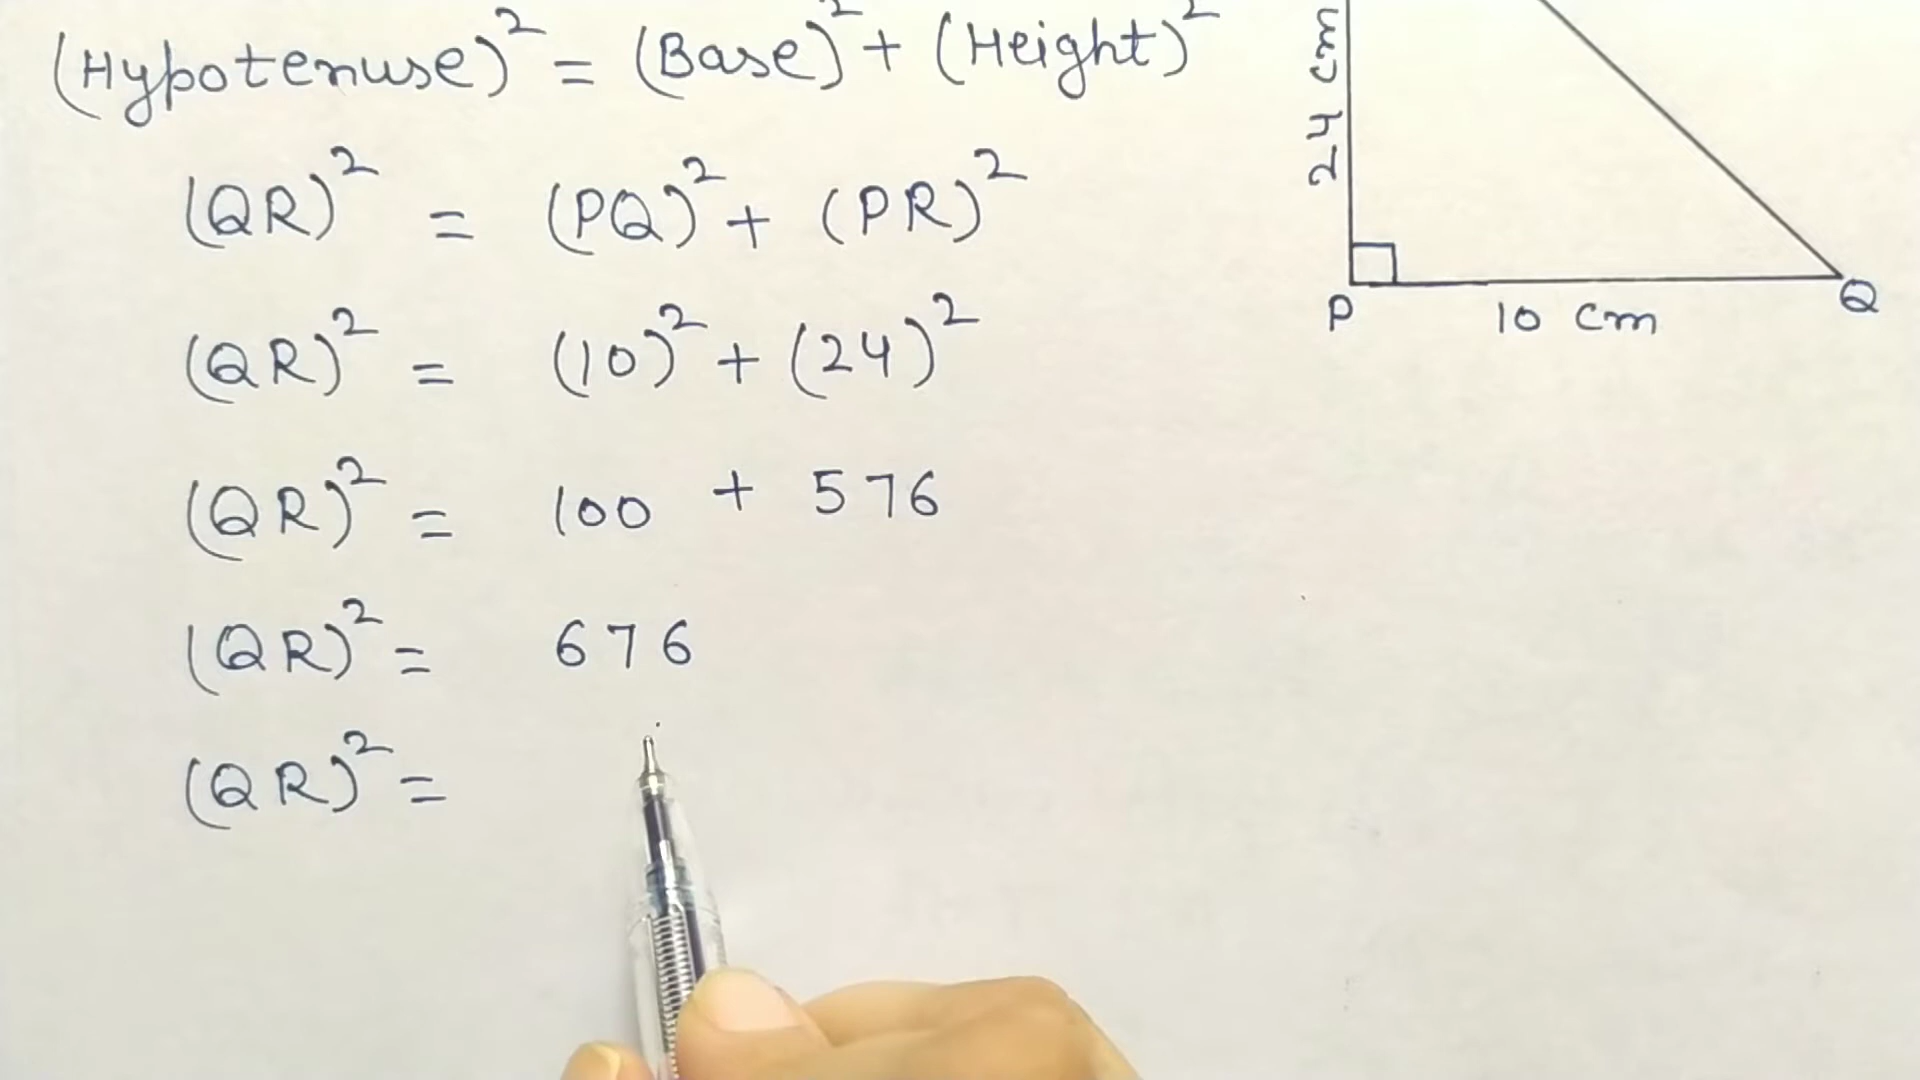 (Hypotenuse)² = (Base)² + (Height)²
(QR)² = (PQ)² + (PR)²
(QR)² = (10)² + (24)²
(QR)² = 100 + 576
(QR)² = 676
(QR)² =
24 cm
P
10 cm
Q